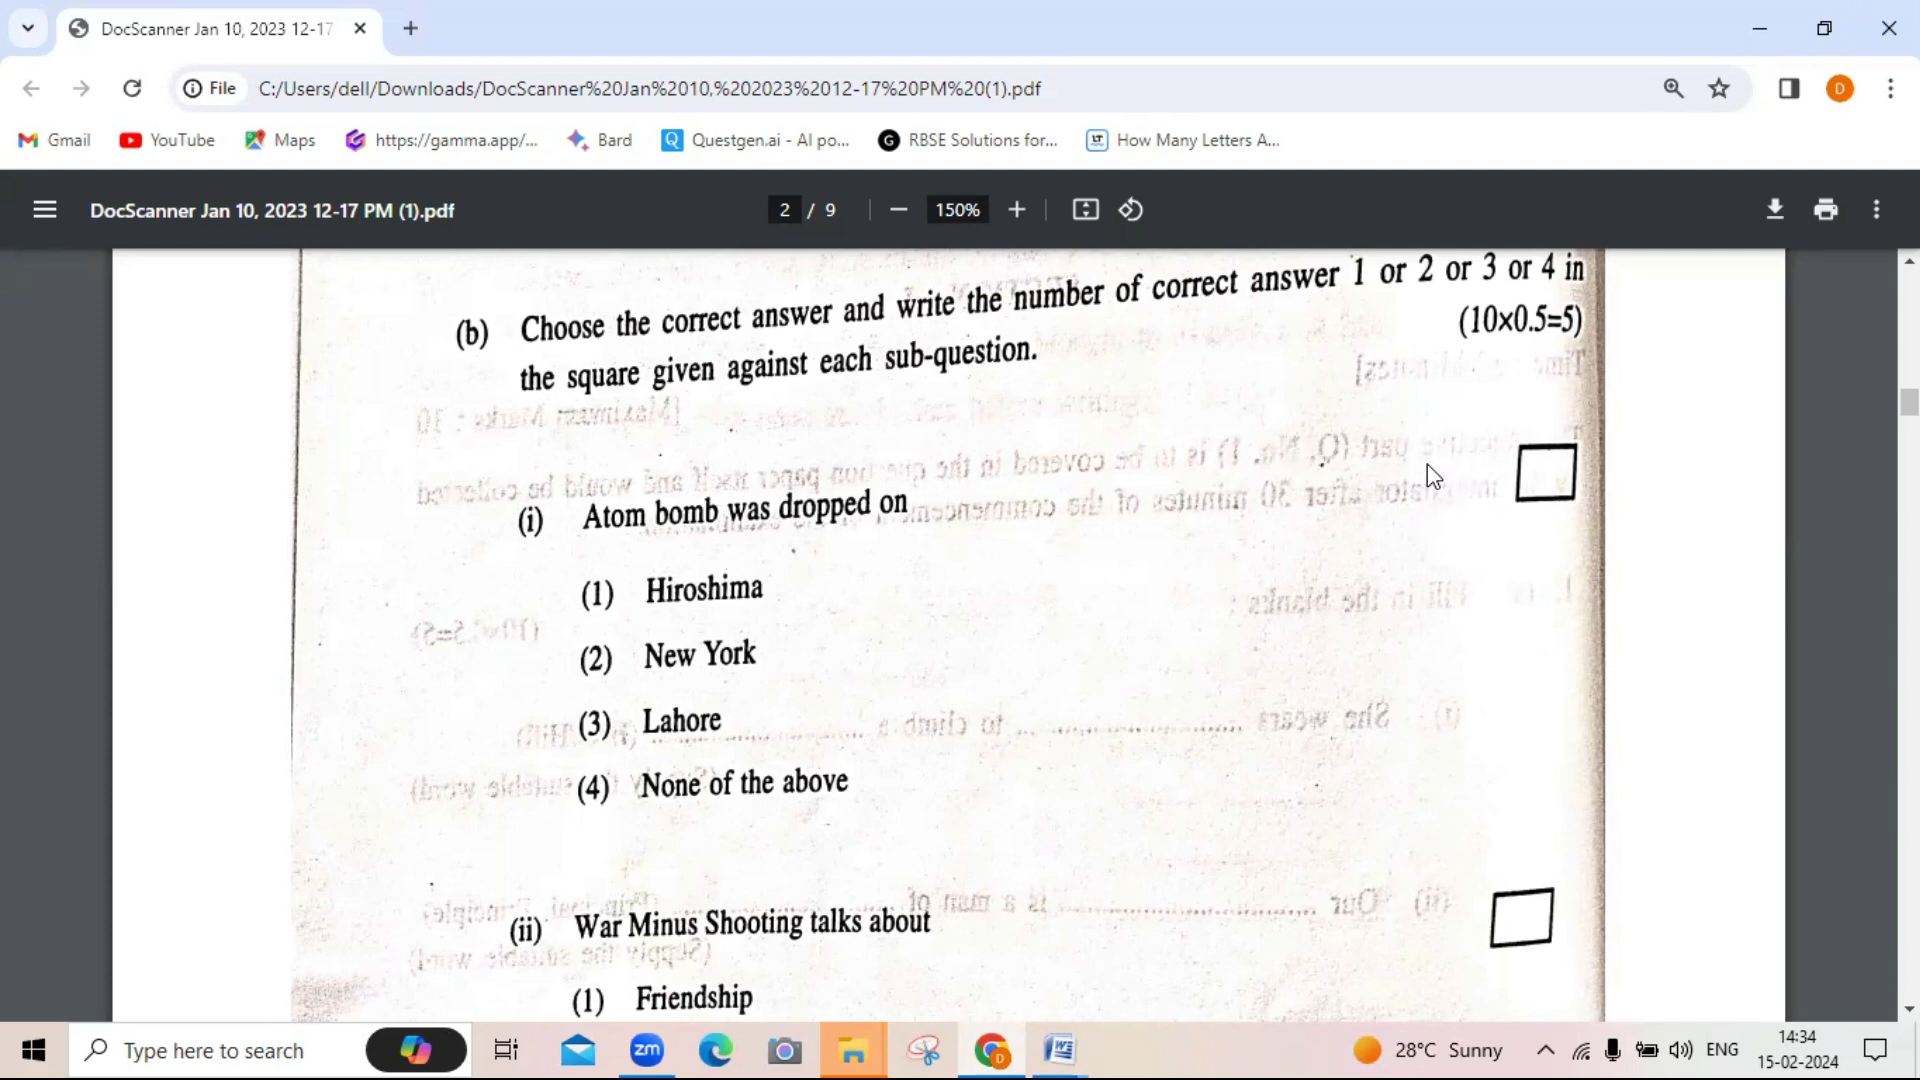 DocScanner Jan 10, 2023 12-17
File
C:/Users/dell/Downloads/DocScanner%20Jan%2010,%202023%2012-17%20PM%20(1).pdf
D
Gmail
YouTube
Maps
https://gamma.app/...
Bard
Questgen.ai - AI po...
RBSE Solutions for...
How Many Letters A...
DocScanner Jan 10, 2023 12-17 PM (1).pdf
2 / 9
150%
(b) Choose the correct answer and write the number of correct answer 1 or 2 or 3 or 4 in
the square given against each sub-question. (10×0.5=5)
(i) Atom bomb was dropped on
(1) Hiroshima
(2) New York
(3) Lahore
(4) None of the above
(ii) War Minus Shooting talks about
(1) Friendship
Type here to search
zm
28°C Sunny
ENG
14:34
15-02-2024